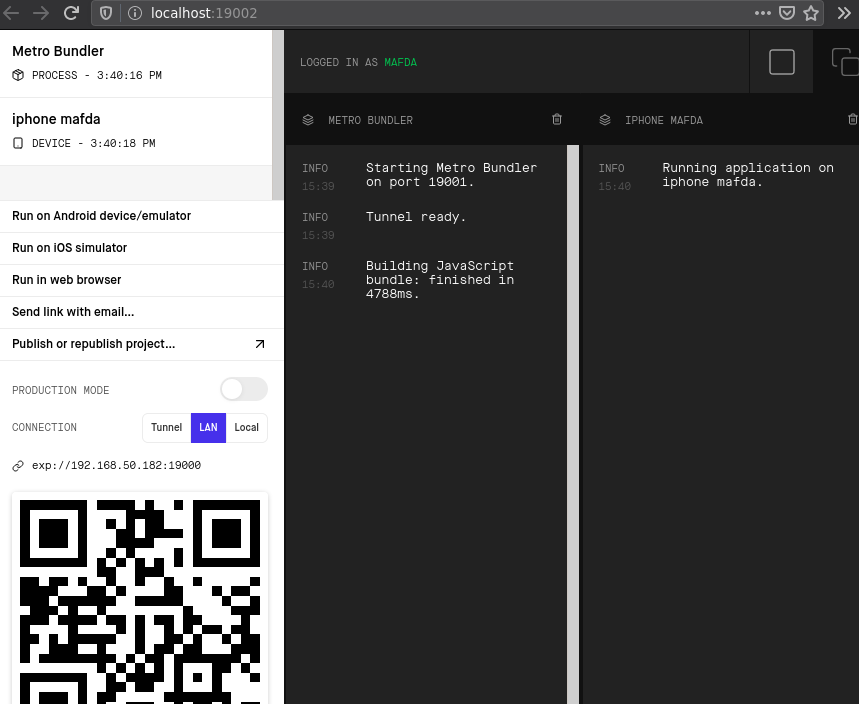 localhost:19002
Metro Bundler
PROCESS - 3:40:16 PM
iphone mafda
DEVICE - 3:40:18 PM
Run on Android device/emulator
Run on iOS simulator
Run in web browser
Send link with email...
Publish or republish project...
PRODUCTION MODE
CONNECTION
Tunnel
LAN
Local
exp://192.168.50.182:19000
LOGGED IN AS MAFDA
METRO BUNDLER
INFO
15:39
Starting Metro Bundler
on port 19001.
INFO
15:39
Tunnel ready.
INFO
15:40
Building JavaScript
bundle: finished in
4788ms.
IPHONE MAFDA
INFO
15:40
Running application on
iphone mafda.